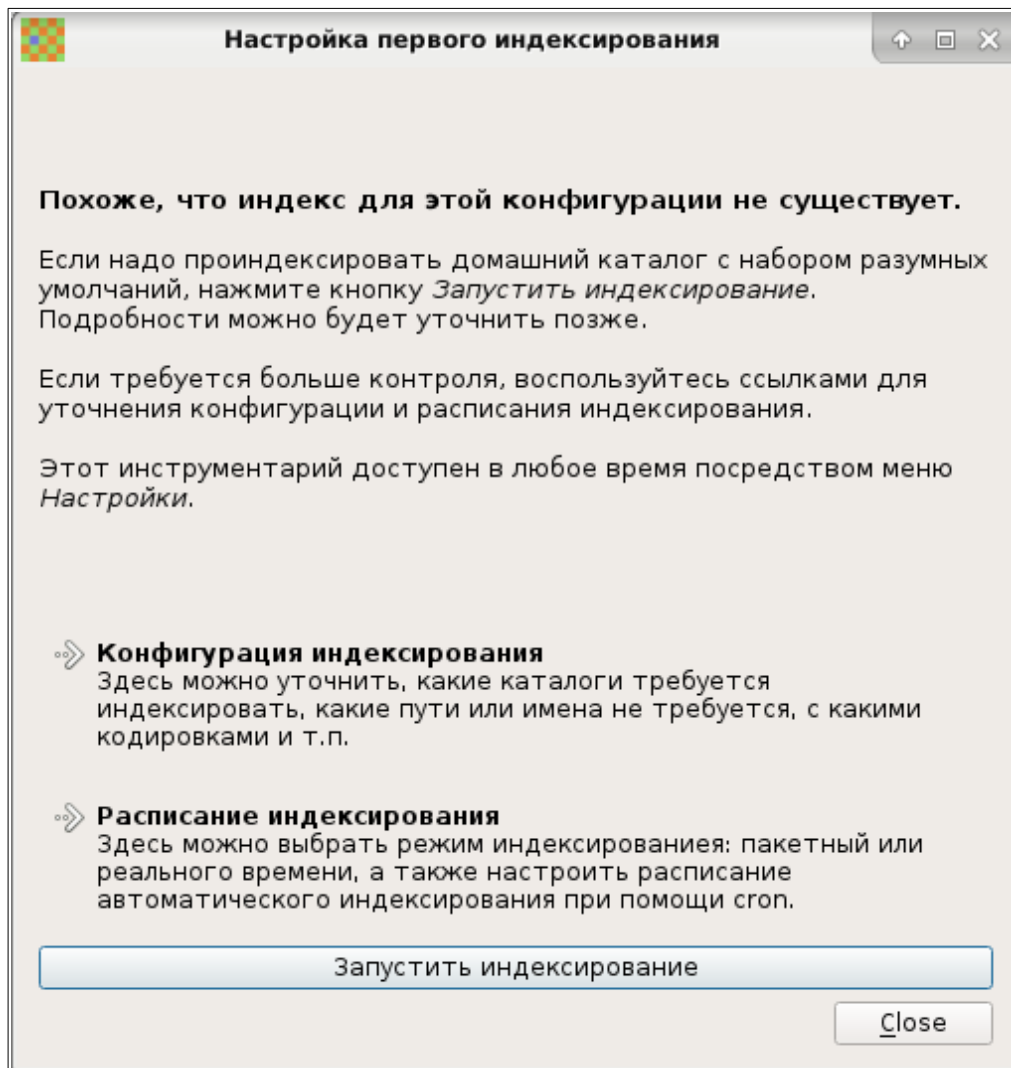 Настройка первого индексирования
Похоже, что индекс для этой конфигурации не существует.
Если надо проиндексировать домашний каталог с набором разумных
умолчаний, нажмите кнопку Запустить индексирование.
Подробности можно будет уточнить позже.
Если требуется больше контроля, воспользуйтесь ссылками для
уточнения конфигурации и расписания индексирования.
Этот инструментарий доступен в любое время посредством меню
Настройки.
Конфигурация индексирования
Здесь можно уточнить, какие каталоги требуется
индексировать, какие пути или имена не требуется, с какими
кодировками и т.п.
Расписание индексирования
Здесь можно выбрать режим индексированиея: пакетный или
реального времени, а также настроить расписание
автоматического индексирования при помощи cron.
Запустить индексирование
Close